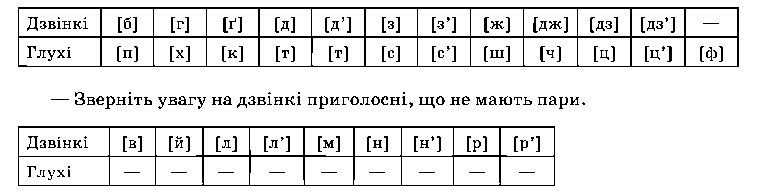 Дзвінкі [б] [г] [ґ] [д] [д’] [з] [з’] [ж] [дж] [дз] [дз’] —
Глухі [п] [х] [к] [т] [т] [с] [с’] [ш] [ч] [ц] [ц’] [ф]
— Зверніть увагу на дзвінкі приголосні, що не мають пари.
Дзвінкі [в] [й] [л] [л’] [м] [н] [н’] [р] [р’]
Глухі — — — — — — — — —